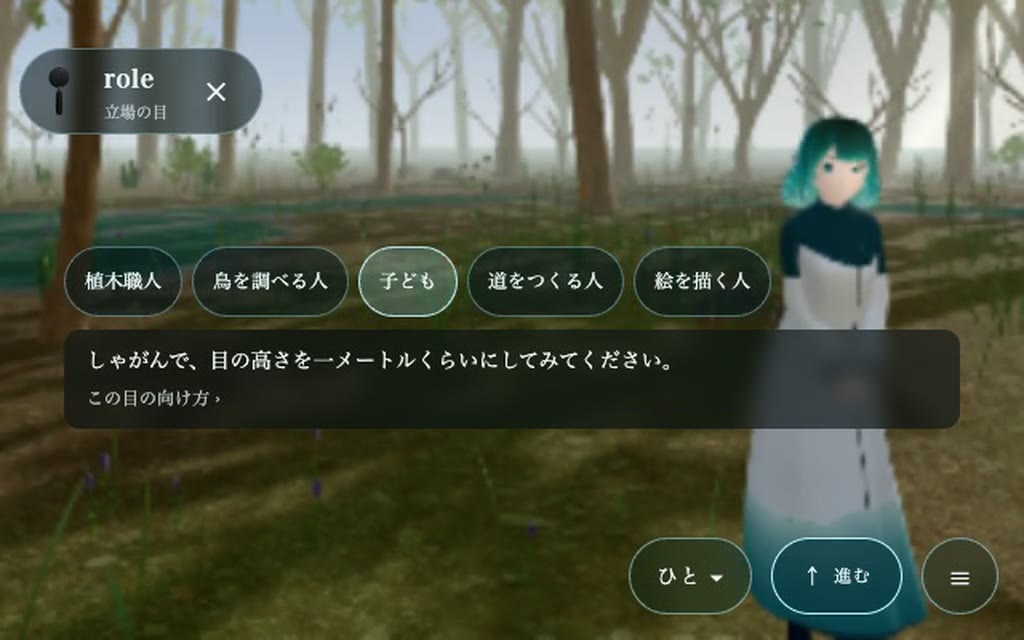 role
立場の目
植木職人
鳥を調べる人
子ども
道をつくる人
絵を描く人
しゃがんで、目の高さを一メートルくらいにしてみてください。
この目の向け方 ›
ひと
↑ 進む